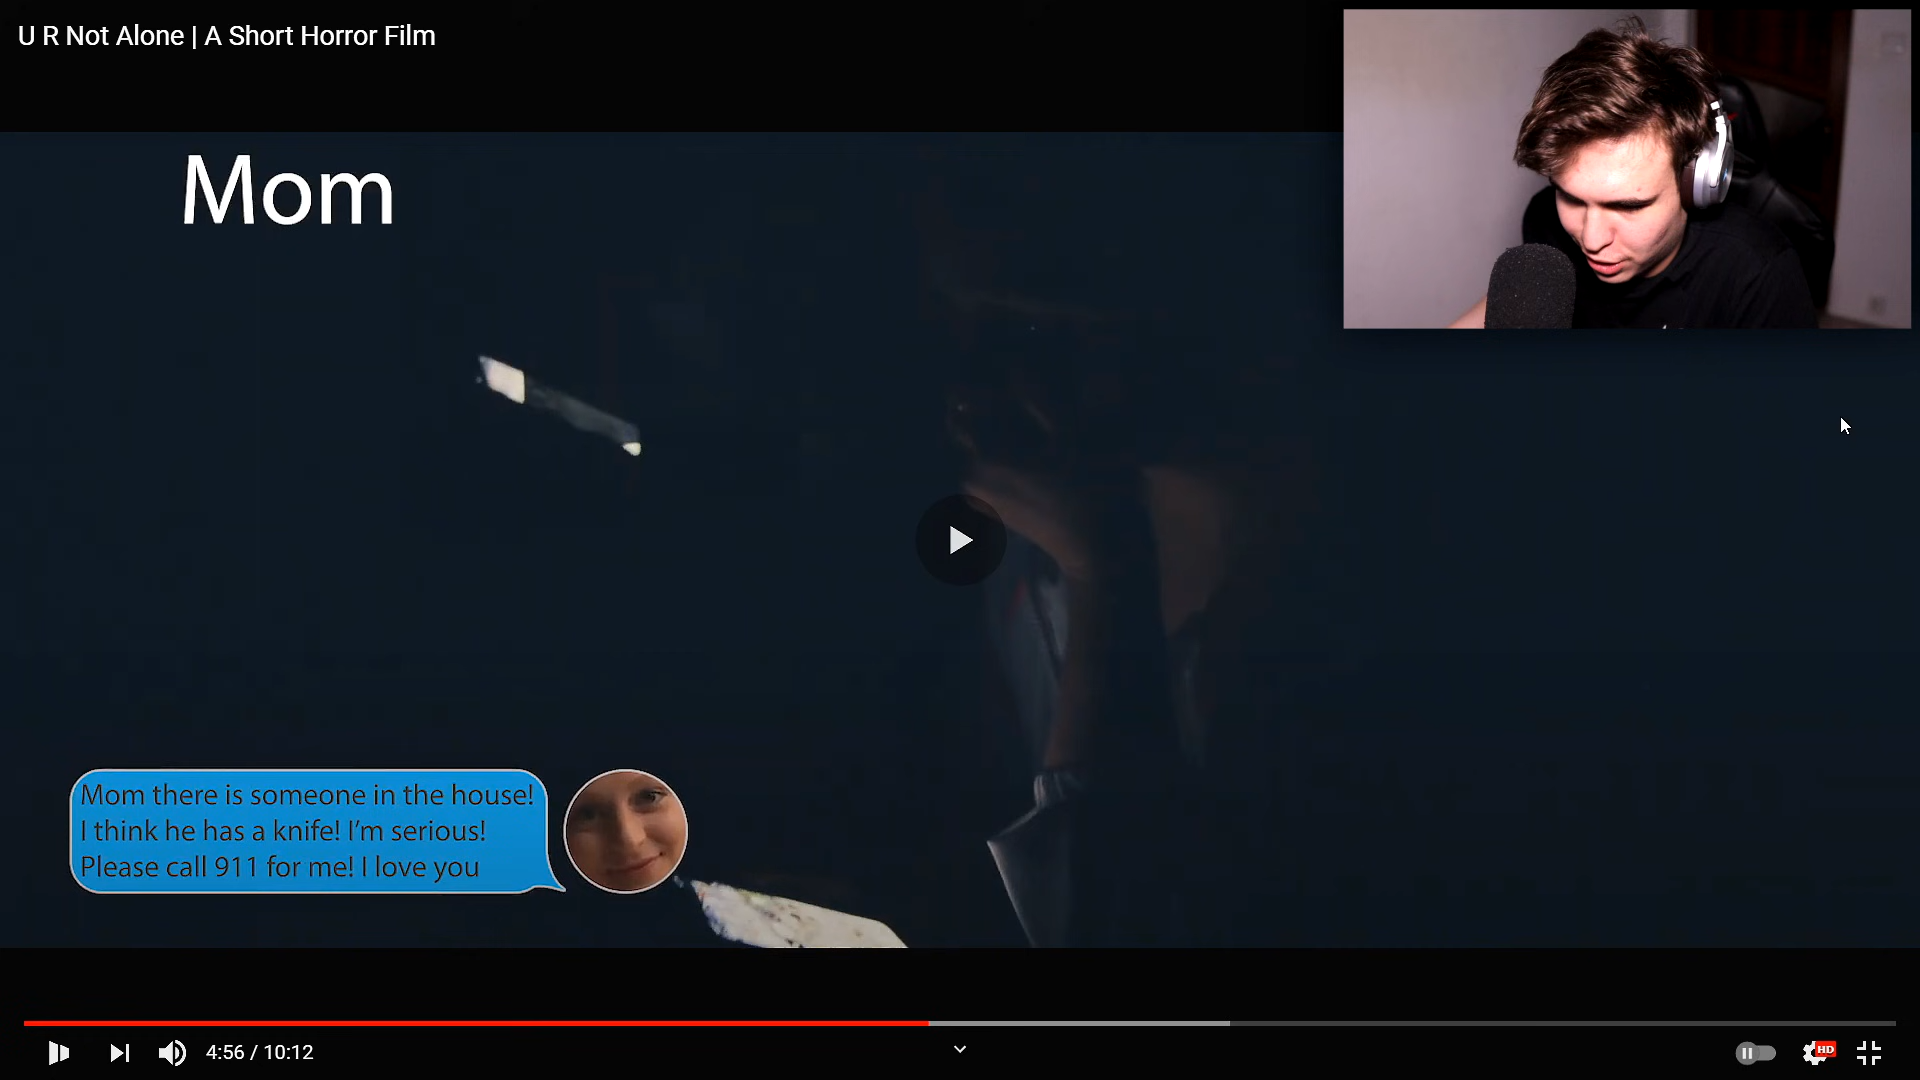 U R Not Alone | A Short Horror Film
Mom
Mom there is someone in the house!
I think he has a knife! I'm serious!
Please call 911 for me! I love you
4:56 / 10:12
HD